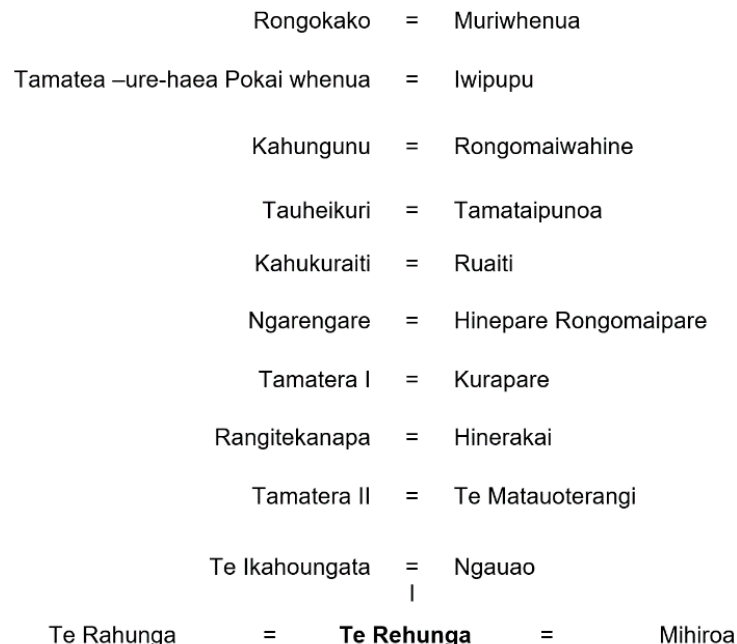 Rongokako = Muriwhenua
Tamatea –ure-haea Pokai whenua = Iwipupu
Kahungunu = Rongomaiwahine
Tauheikuri = Tamataipunoa
Kahukuraiti = Ruaiti
Ngarengare = Hinepare Rongomaipare
Tamatera I = Kurapare
Rangitekanapa = Hinerakai
Tamatera II = Te Matauoterangi
Te Ikahoungata = Ngauao
I
Te Rahunga = Te Rehunga = Mihiroa